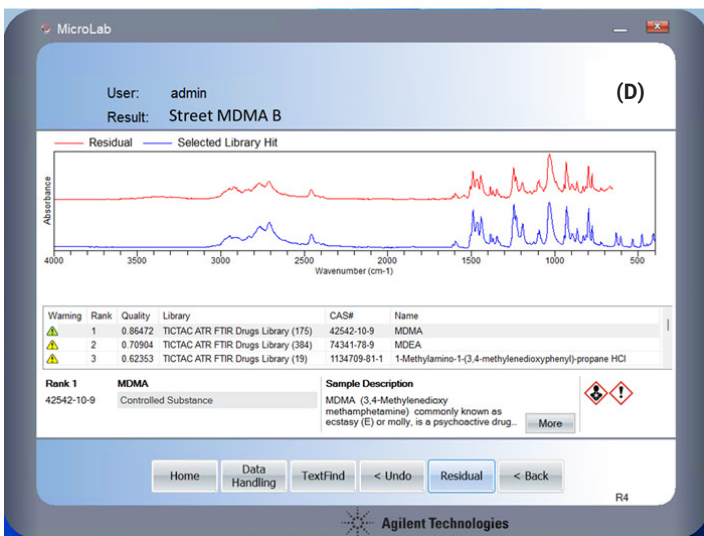 MicroLab
User: admin
(D)
Result: Street MDMA B
Residual Selected Library Hit
Absorbance
4000 3500 3000 2500 2000 1500 1000 500
Wavenumber (cm-1)
Warning Rank Quality Library CAS# Name
1 0.86472 TICTAC ATR FTIR Drugs Library (175) 42542-10-9 MDMA
2 0.70904 TICTAC ATR FTIR Drugs Library (384) 74341-78-9 MDEA
3 0.62353 TICTAC ATR FTIR Drugs Library (19) 1134709-81-1 1-Methylamino-1-(3,4-methylenedioxyphenyl)-propane HCl
Rank 1 MDMA Sample Description
42542-10-9 Controlled Substance MDMA (3,4-Methylenedioxy
methamphetamine) commonly known as
ecstasy (E) or molly, is a psychoactive drug.. More
Home Data Handling TextFind < Undo Residual < Back
R4
Agilent Technologies